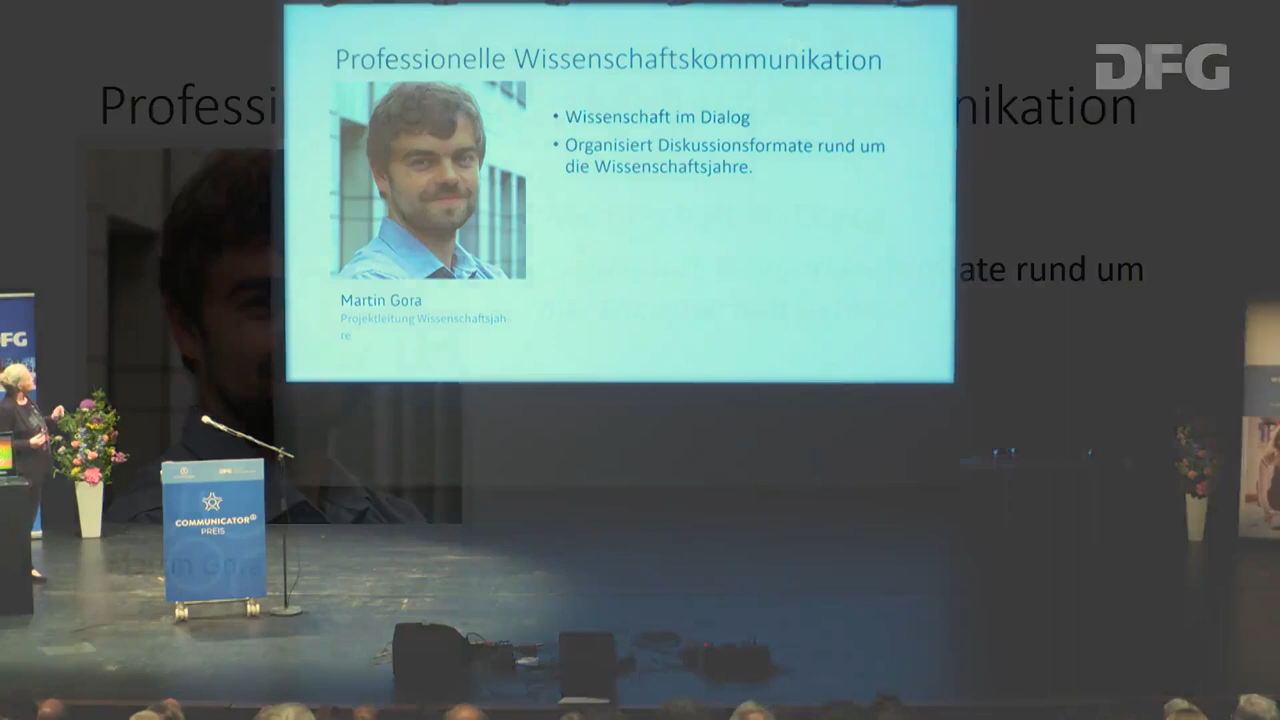 Professionelle Wissenschaftskommunikation
DFG
Professi
nikation
• Wissenschaft im Dialog
• Organisiert Diskussionsformate rund um
die Wissenschaftsjahre.
ate rund um
Martin Gora
Projektleitung Wissenschaftsjah-
re
DFG
DFG
COMMUNICATOR
PREIS